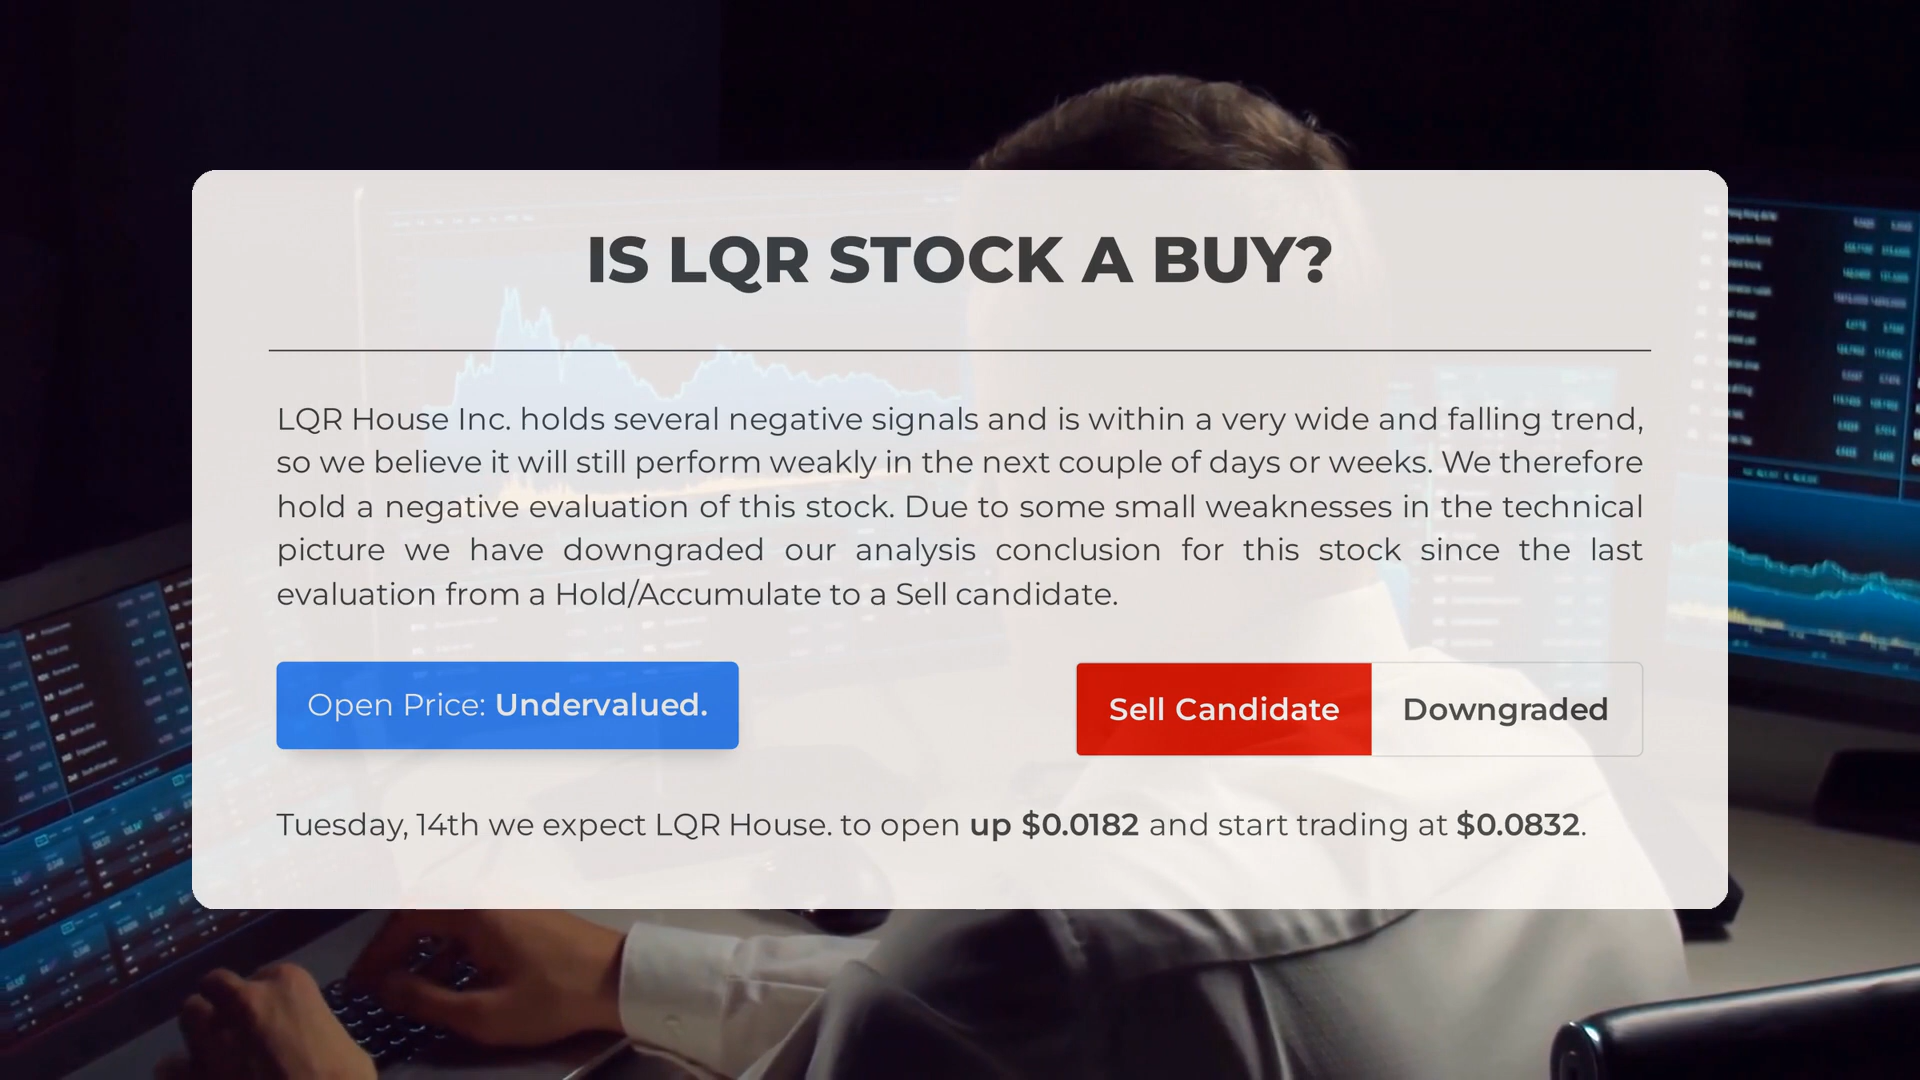 IS LQR STOCK A BUY?
LQR House Inc. holds several negative signals and is within a very wide and falling trend,
so we believe it will still perform weakly in the next couple of days or weeks. We therefore
hold a negative evaluation of this stock. Due to some small weaknesses in the technical
picture we have downgraded our analysis conclusion for this stock since the last
evaluation from a Hold/Accumulate to a Sell candidate.
Open Price: Undervalued.
Sell Candidate Downgraded
Tuesday, 14th we expect LQR House. to open up $0.0182 and start trading at $0.0832.